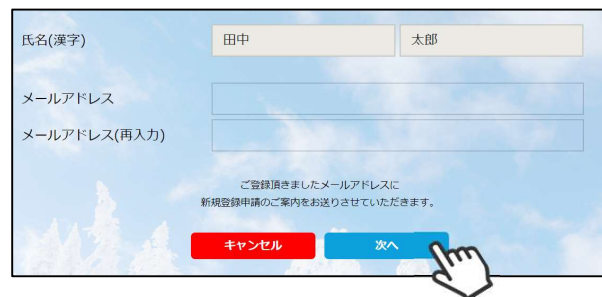 氏名(漢字) 田中 太郎
メールアドレス
メールアドレス(再入力)
ご登録頂きましたメールアドレスに
新規登録申請のご案内をお送りさせていただきます。
キャンセル 次へ